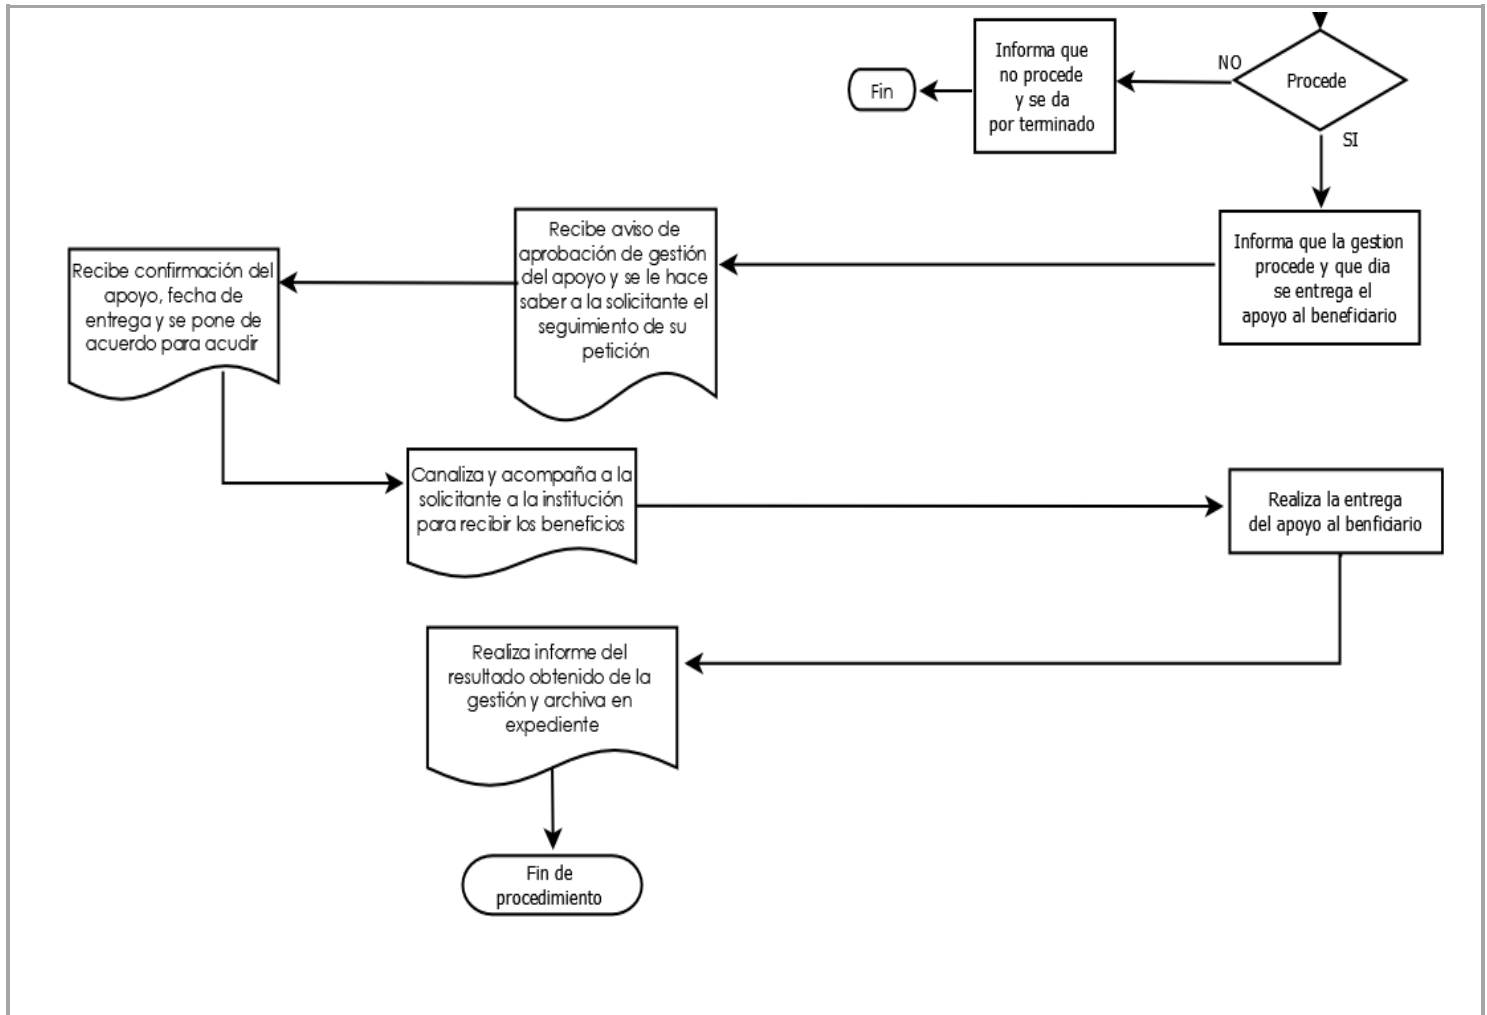 Informa que
no procede
y se da
por terminado
NO
Procede
Fin
SI
Informa que la gestion
procede y que dia
se entrega el
apoyo al beneficiario
Recibe aviso de
aprobación de gestión
del apoyo y se le hace
saber a la solicitante el
seguimiento de su
petición
Recibe confirmación del
apoyo, fecha de
entrega y se pone de
acuerdo para acudir
Canaliza y acompaña a la
solicitante a la institución
para recibir los beneficios
Realiza la entrega
del apoyo al benficiario
Realiza informe del
resultado obtenido de la
gestión y archiva en
expediente
Fin de
procedimiento